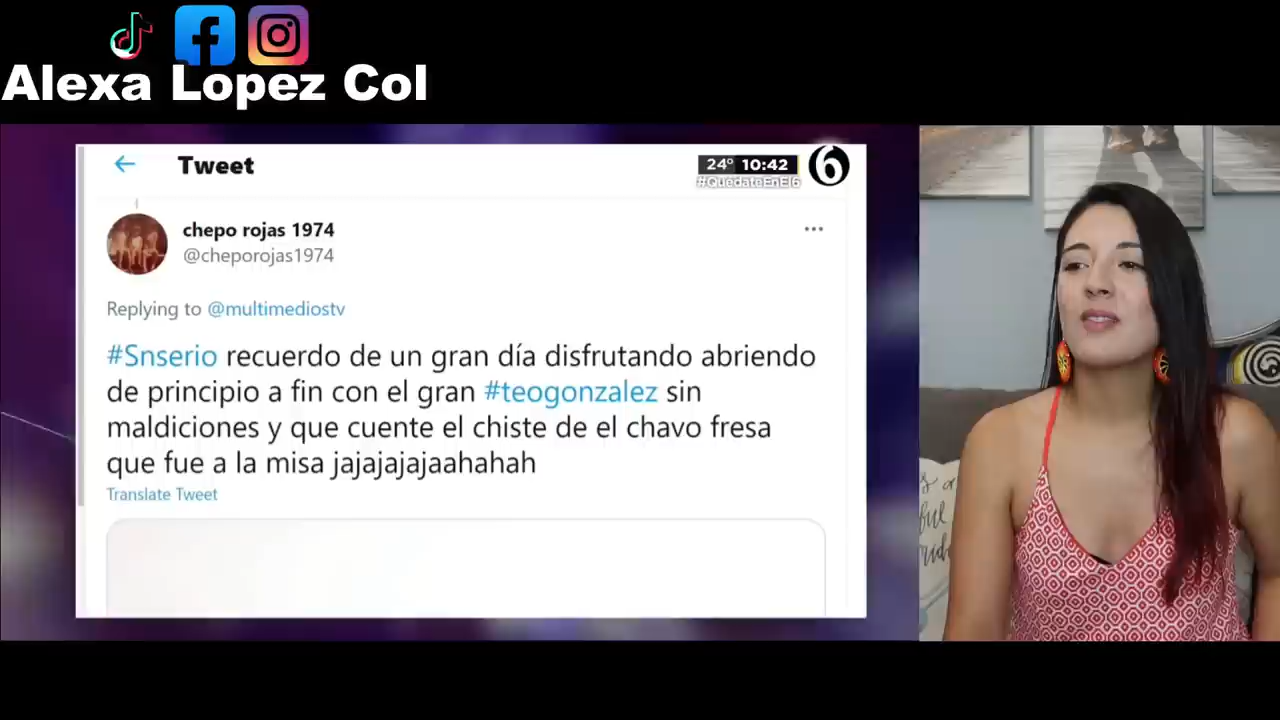 Alexa Lopez Col
Tweet
24° 10:42
#QuédateEnEl6
6
chepo rojas 1974
@cheporojas1974
Replying to @multimediostv
#Snserio recuerdo de un gran día disfrutando abriendo
de principio a fin con el gran #teogonzalez sin
maldiciones y que cuente el chiste de el chavo fresa
que fue a la misa jajajajajaahahah
Translate Tweet